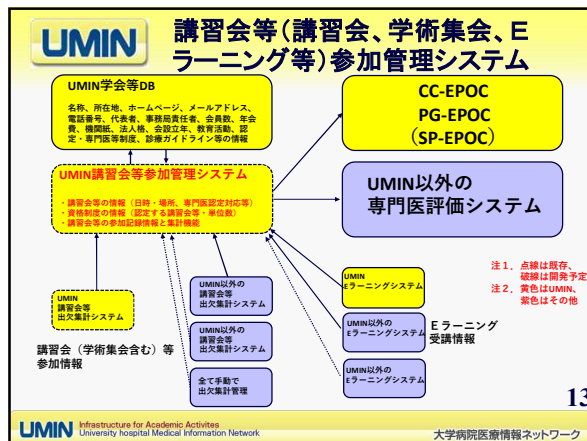 UMIN
講習会等（講習会、学術集会、E
ラーニング等）参加管理システム
UMIN学会等DB
名称、所在地、ホームページ、メールアドレス、
電話番号、代表者、事務局責任者、会員数、年会
費、機関紙、法人格、会設立年、教育活動、認
定・専門医等制度、診療ガイドライン等の情報
CC-EPOC
PG-EPOC
（SP-EPOC）
UMIN講習会等参加管理システム
・講習会等の情報（日時・場所、専門医認定対応等）
・資格制度の情報（認定する講習会等・単位数）
・講習会等の参加記録情報と集計機能
UMIN以外の
専門医評価システム
注１．点線は既存、
破線は開発予定
注２．黄色はUMIN、
紫色はその他
UMIN
講習会等
出欠集計システム
UMIN以外の
講習会等
出欠集計システム
UMIN以外の
講習会等
出欠集計システム
全て手動で
出欠集計管理
UMIN
Eラーニングシステム
UMIN以外の
Eラーニングシステム
UMIN以外の
Eラーニングシステム
Ｅラーニング
受講情報
講習会（学術集会含む）等
参加情報
13
UMIN
Infrastructure for Academic Activites
University hospital Medical Information Network
大学病院医療情報ネットワーク